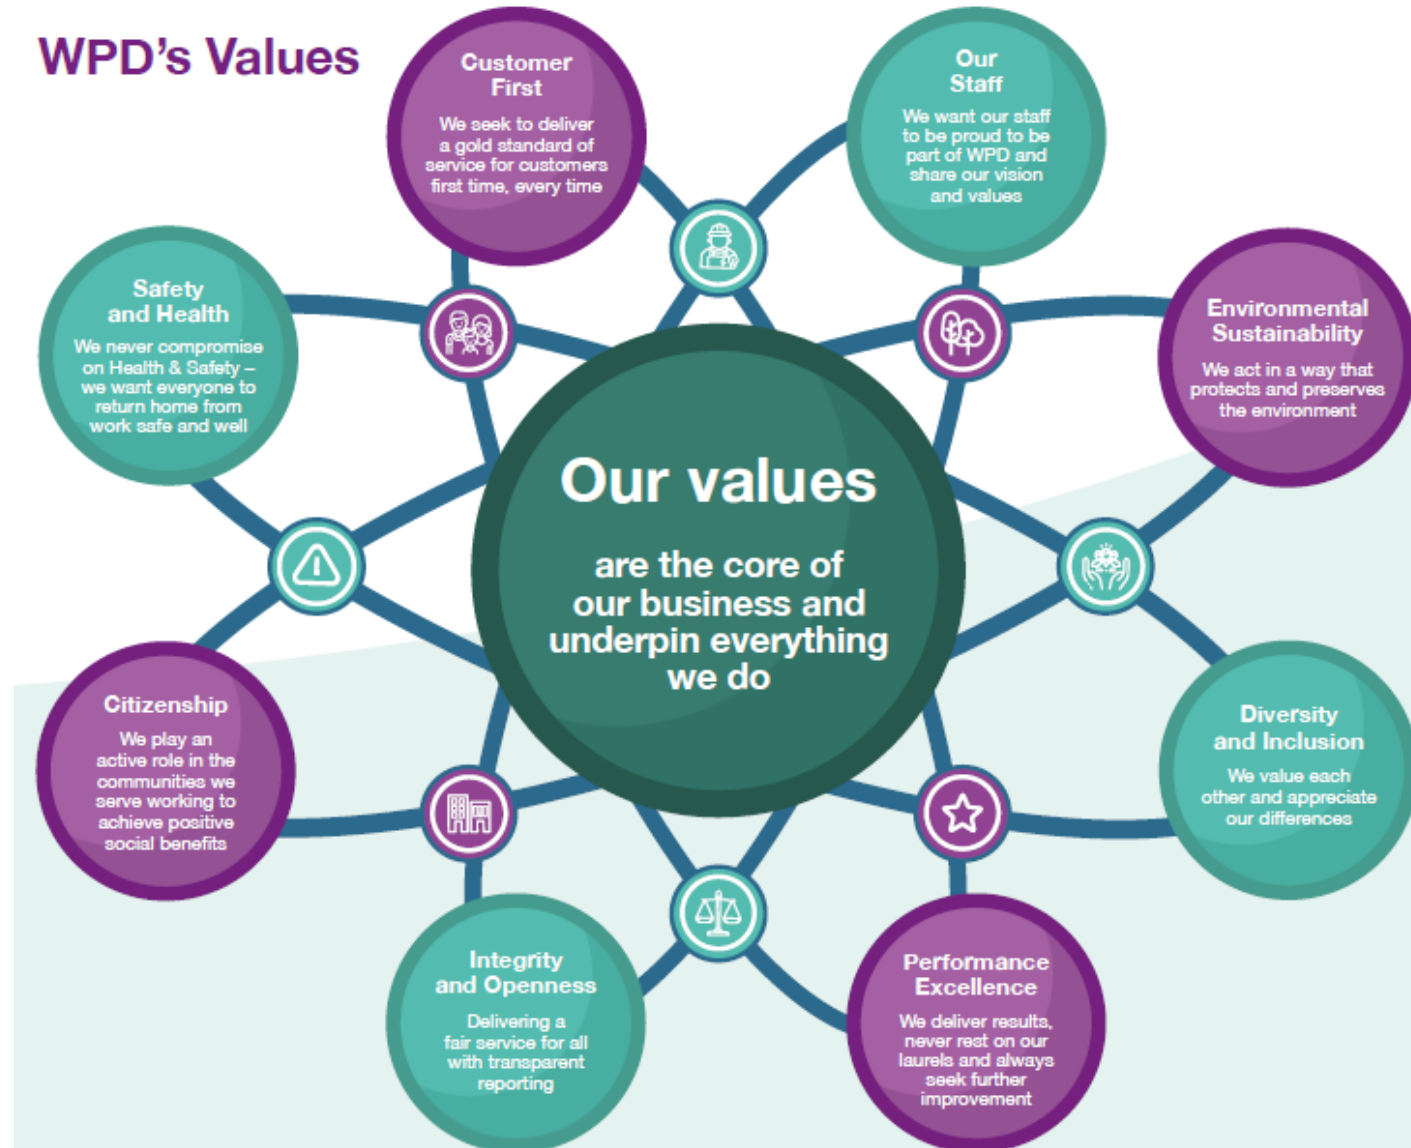 WPD's Values
Customer
First
We seek to deliver
a gold standard of
service for customers
first time, every time
Our
Staff
We want our staff
to be proud to be
part of WPD and
share our vision
and values
Safety
and Health
We never compromise
on Health & Safety –
we want everyone to
return home from
work safe and well
Environmental
Sustainability
We act in a way that
protects and preserves
the environment
Our values
are the core of
our business and
underpin everything
we do
Citizenship
We play an
active role in the
communities we
serve working to
achieve positive
social benefits
Diversity
and Inclusion
We value each
other and appreciate
our differences
Integrity
and Openness
Delivering a
fair service for all
with transparent
reporting
Performance
Excellence
We deliver results,
never rest on our
laurels and always
seek further
improvement